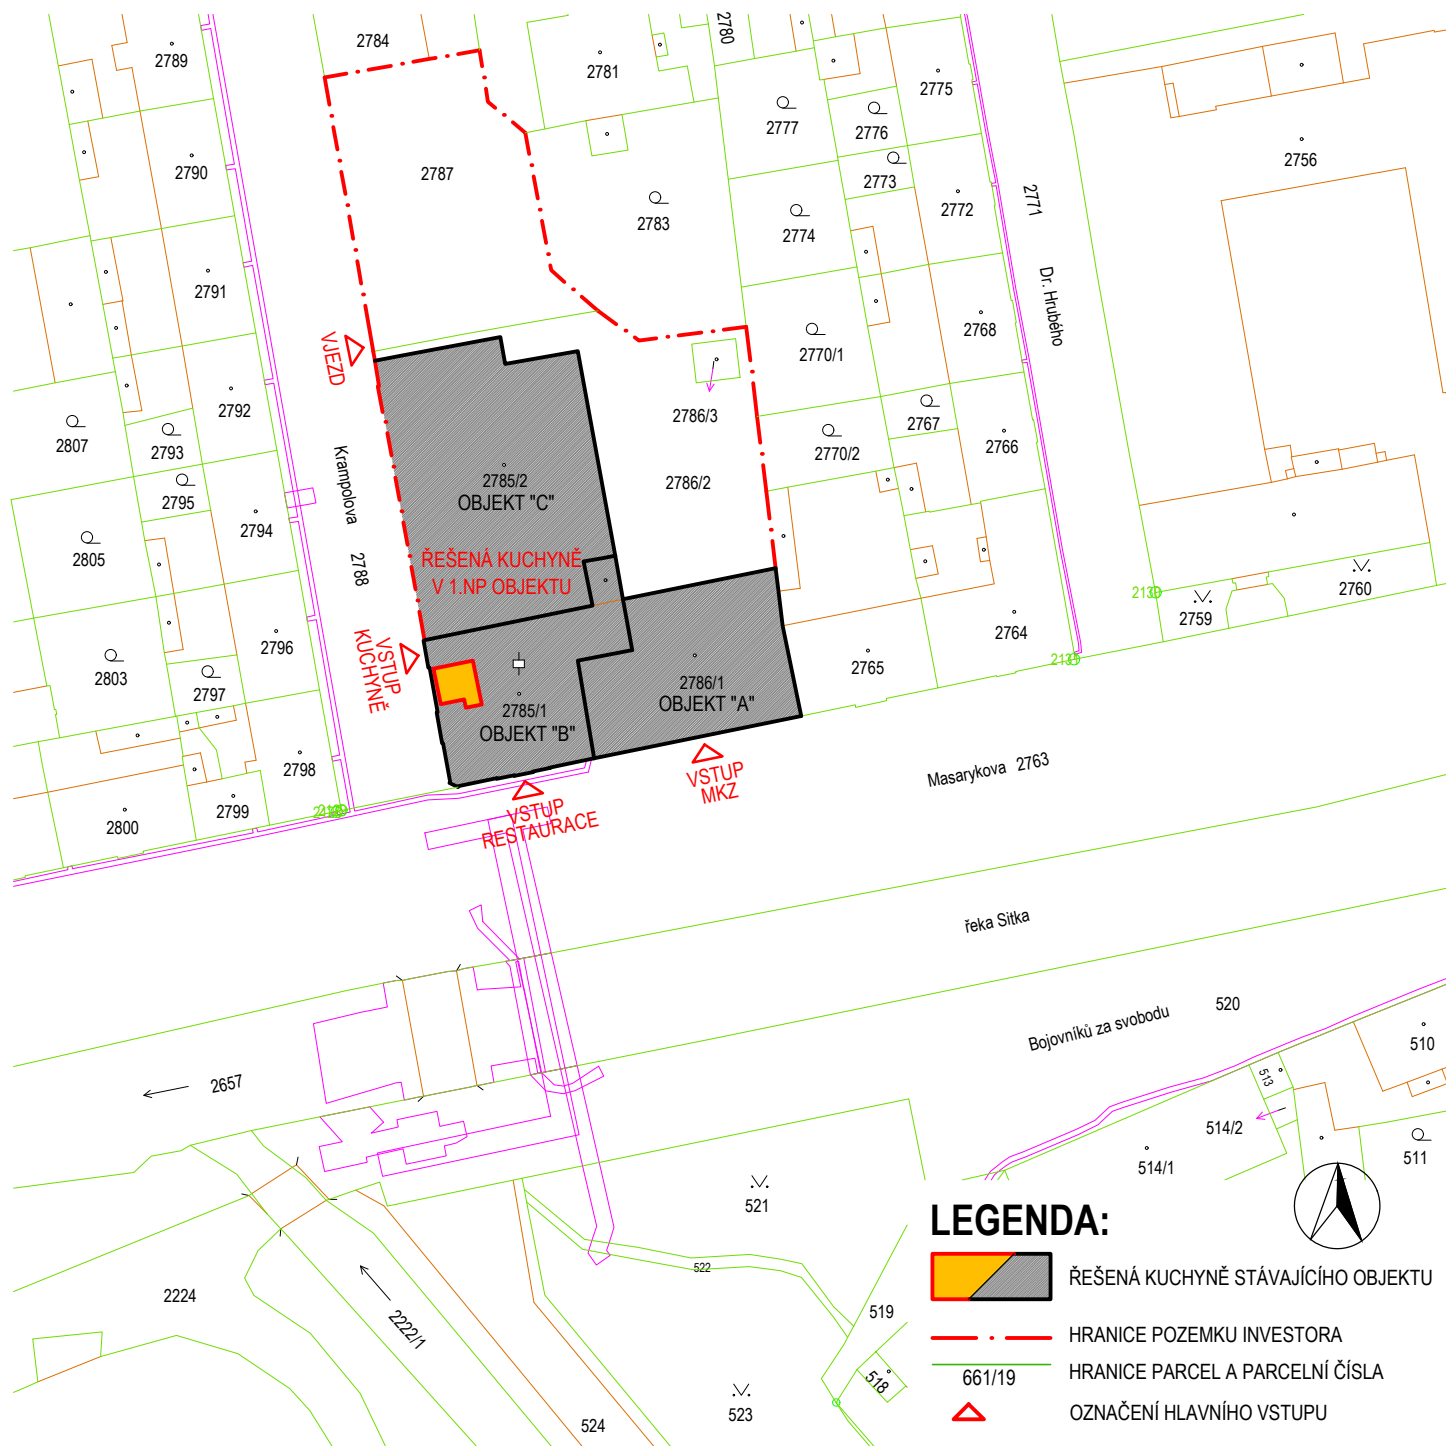 2784
2780
2789
2781
2775
2777
2776
2756
2790
2787
2773
2783
2774
2772
2771
2791
Dr. Hrubého
2768
VJEZD
2770/1
2792
2786/3
2767
2807
2793
2770/2
2766
Krampolova 2788
2785/2
OBJEKT "C"
2786/2
2795
2794
2805
ŘEŠENÁ KUCHYNĚ
V 1.NP OBJEKTU
2760
2759
2796
VSTUP
KUCHYNĚ
2764
2765
2803
2797
2786/1
OBJEKT "A"
2785/1
OBJEKT "B"
2798
VSTUP
MKZ
Masarykova 2763
2799
2800
VSTUP
RESTAURACE
řeka Sitka
Bojovníků za svobodu 520
510
2657
513
514/2
514/1
511
521
522
2224
2222/1
519
518
523
524
LEGENDA:
ŘEŠENÁ KUCHYNĚ STÁVAJÍCÍHO OBJEKTU
HRANICE POZEMKU INVESTORA
661/19
HRANICE PARCEL A PARCELNÍ ČÍSLA
OZNAČENÍ HLAVNÍHO VSTUPU